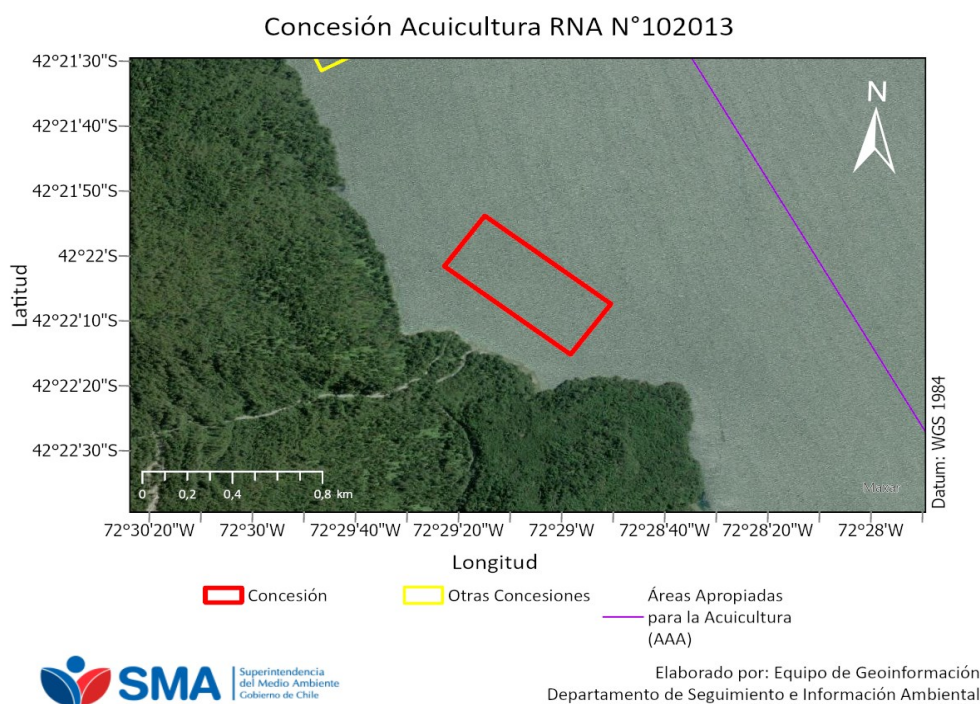 Concesión Acuicultura RNA N°102013
42°21'30"S
42°21'40"S
42°21'50"S
42°22'S
42°22'10"S
42°22'20"S
42°22'30"S
Latitud
N
Datum: WGS 1984
Maxar
0 0,2 0,4 0,8 km
72°30'20"W 72°30'W 72°29'40"W 72°29'20"W 72°29'W 72°28'40"W 72°28'20"W 72°28'W
Longitud
Concesión
Otras Concesiones
Áreas Apropiadas
para la Acuicultura
(AAA)
SMA
Superintendencia
del Medio Ambiente
Gobierno de Chile
Elaborado por: Equipo de Geoinformación
Departamento de Seguimiento e Información Ambiental